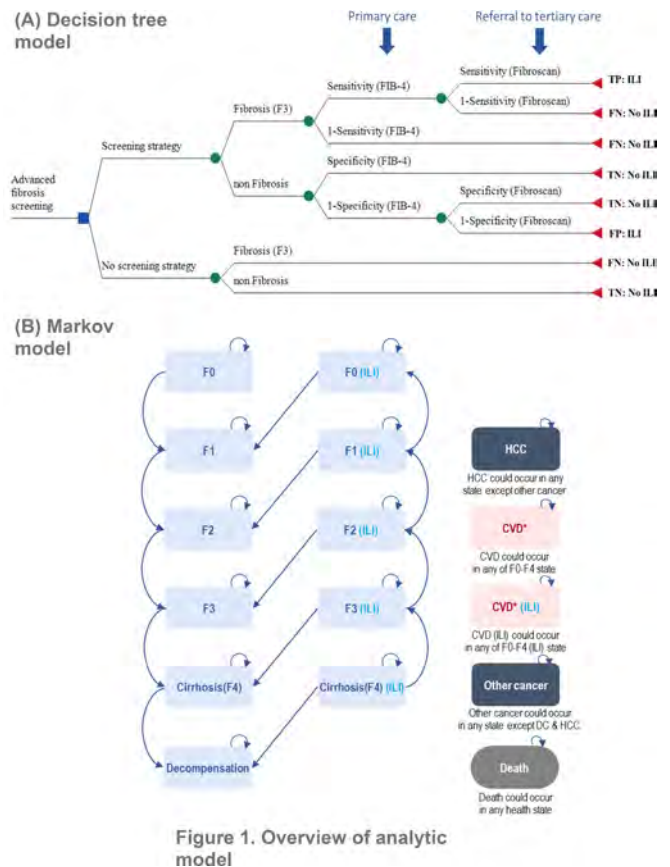 (A) Decision tree
model
Primary care
Referral to tertiary care
Sensitivity (Fibroscan)
TP: ILI
Sensitivity (FIB-4)
1-Sensitivity (Fibroscan)
FN: No ILI
Fibrosis (F3)
1-Sensitivity (FIB-4)
FN: No ILI
Screening strategy
Specificity (FIB-4)
TN: No ILI
non Fibrosis
Specificity (Fibroscan)
TN: No ILI
1-Specificity (FIB-4)
1-Specificity (Fibroscan)
FP: ILI
Advanced
fibrosis
screening
Fibrosis (F3)
FN: No ILI
No screening strategy
non Fibrosis
TN: No ILI
(B) Markov
model
F0
F0 (ILI)
F1
F1 (ILI)
HCC
HCC could occur in any
state except other cancer
F2
F2 (ILI)
CVD*
CVD could occur
in any of F0-F4 state
F3
F3 (ILI)
CVD* (ILI)
CVD (ILI) could occur
in any of F0-F4 (ILI) state
Cirrhosis(F4)
Cirrhosis(F4) (ILI)
Other cancer
Other cancer could occur
in any state except DC & HCC
Decompensation
Death
Death could occur
in any health state
Figure 1. Overview of analytic
model